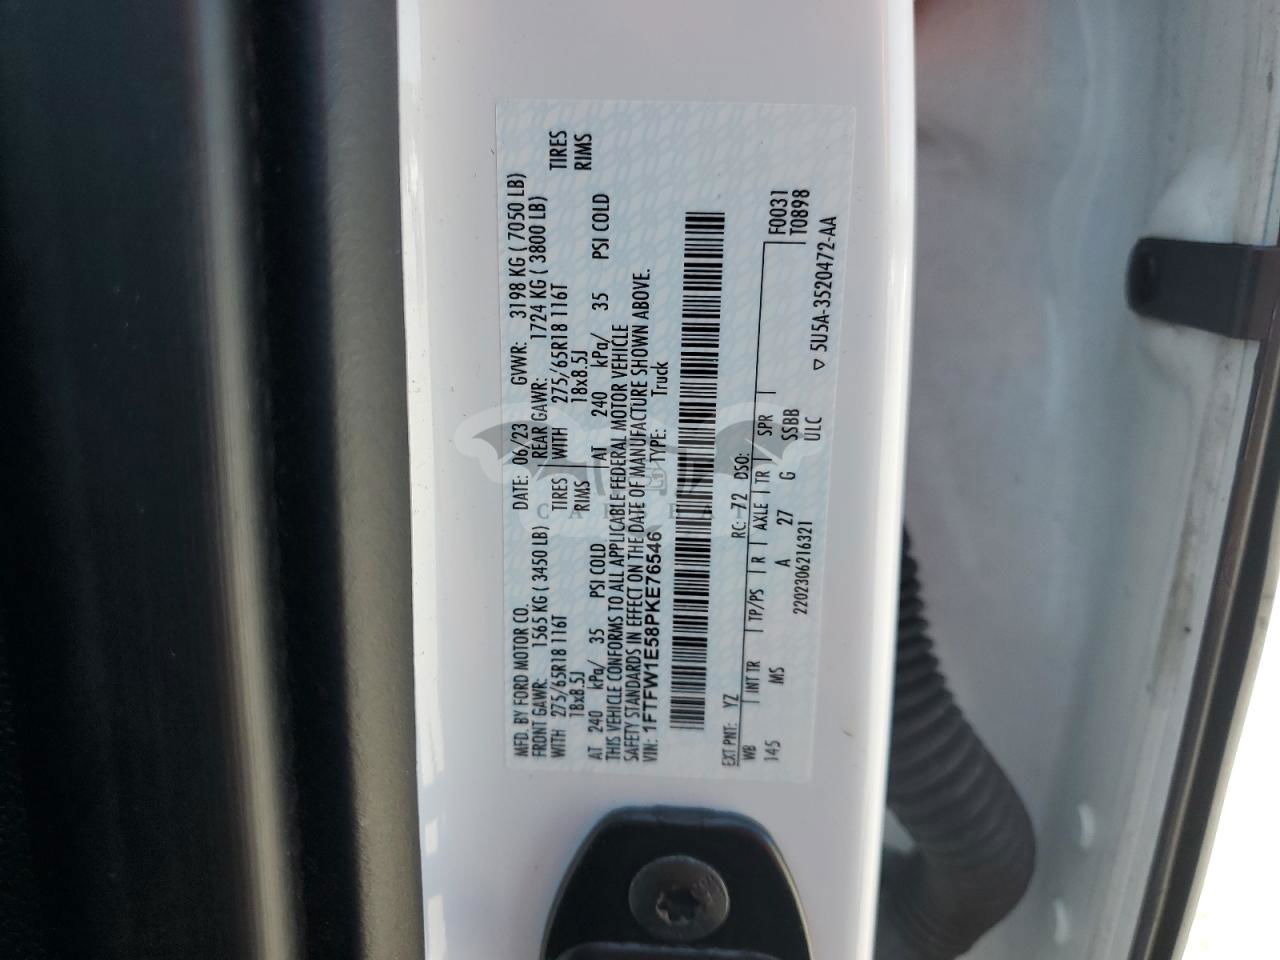 MFD. BY FORD MOTOR CO. DATE: 06/23 GVWR: 3198 KG ( 7050 LB)
FRONT GAWR: 1565 KG ( 3450 LB) REAR GAWR: 1724 KG ( 3800 LB)
WITH 275/65R18 116T TIRES WITH 275/65R18 116T TIRES
18x8.5J RIMS 18x8.5J RIMS
AT 240 kPa/ 35 PSI COLD AT 240 kPa/ 35 PSI COLD
THIS VEHICLE CONFORMS TO ALL APPLICABLE FEDERAL MOTOR VEHICLE
SAFETY STANDARDS IN EFFECT ON THE DATE OF MANUFACTURE SHOWN ABOVE.
VIN: 1FTFW1E58PKE76546 TYPE: Truck
EXT PNT: YZ RC: 72 DSO: F0031
WB INT TR TP/PS R AXLE TR SPR T0898
145 MS A 27 G SSBB
2202306216321 ULC ▽ 5U5A-3520472-AA